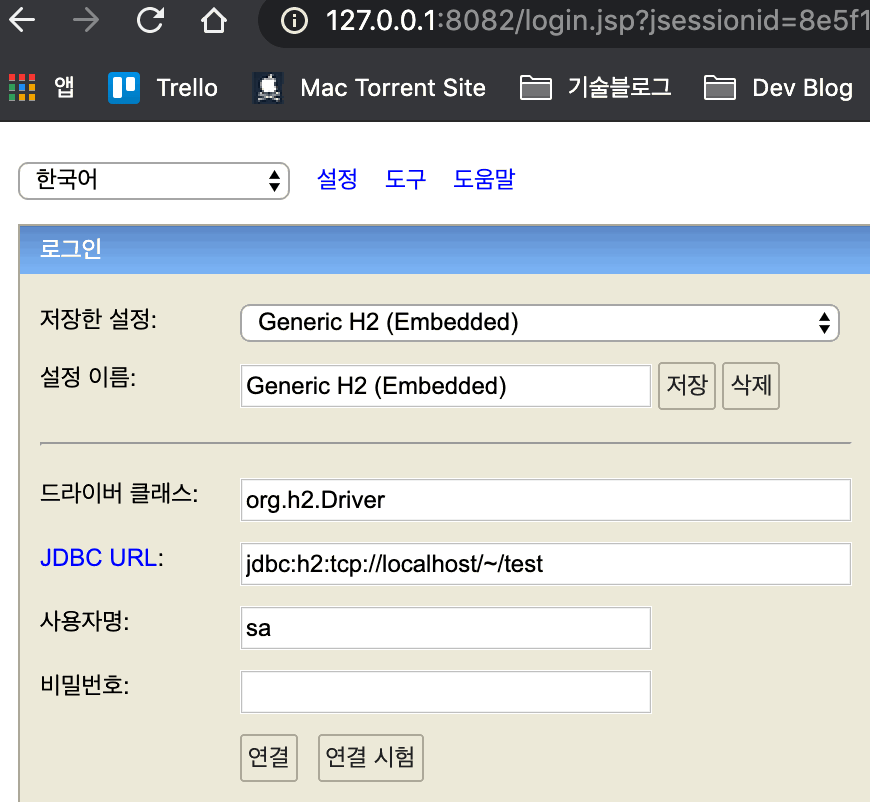 127.0.0.1:8082/login.jsp?jsessionid=8e5f1
앱 Trello Mac Torrent Site 기술블로그 Dev Blog
한국어 설정 도구 도움말
로그인
저장한 설정: Generic H2 (Embedded)
설정 이름: Generic H2 (Embedded) 저장 삭제
드라이버 클래스: org.h2.Driver
JDBC URL: jdbc:h2:tcp://localhost/~/test
사용자명: sa
비밀번호:
연결 연결 시험